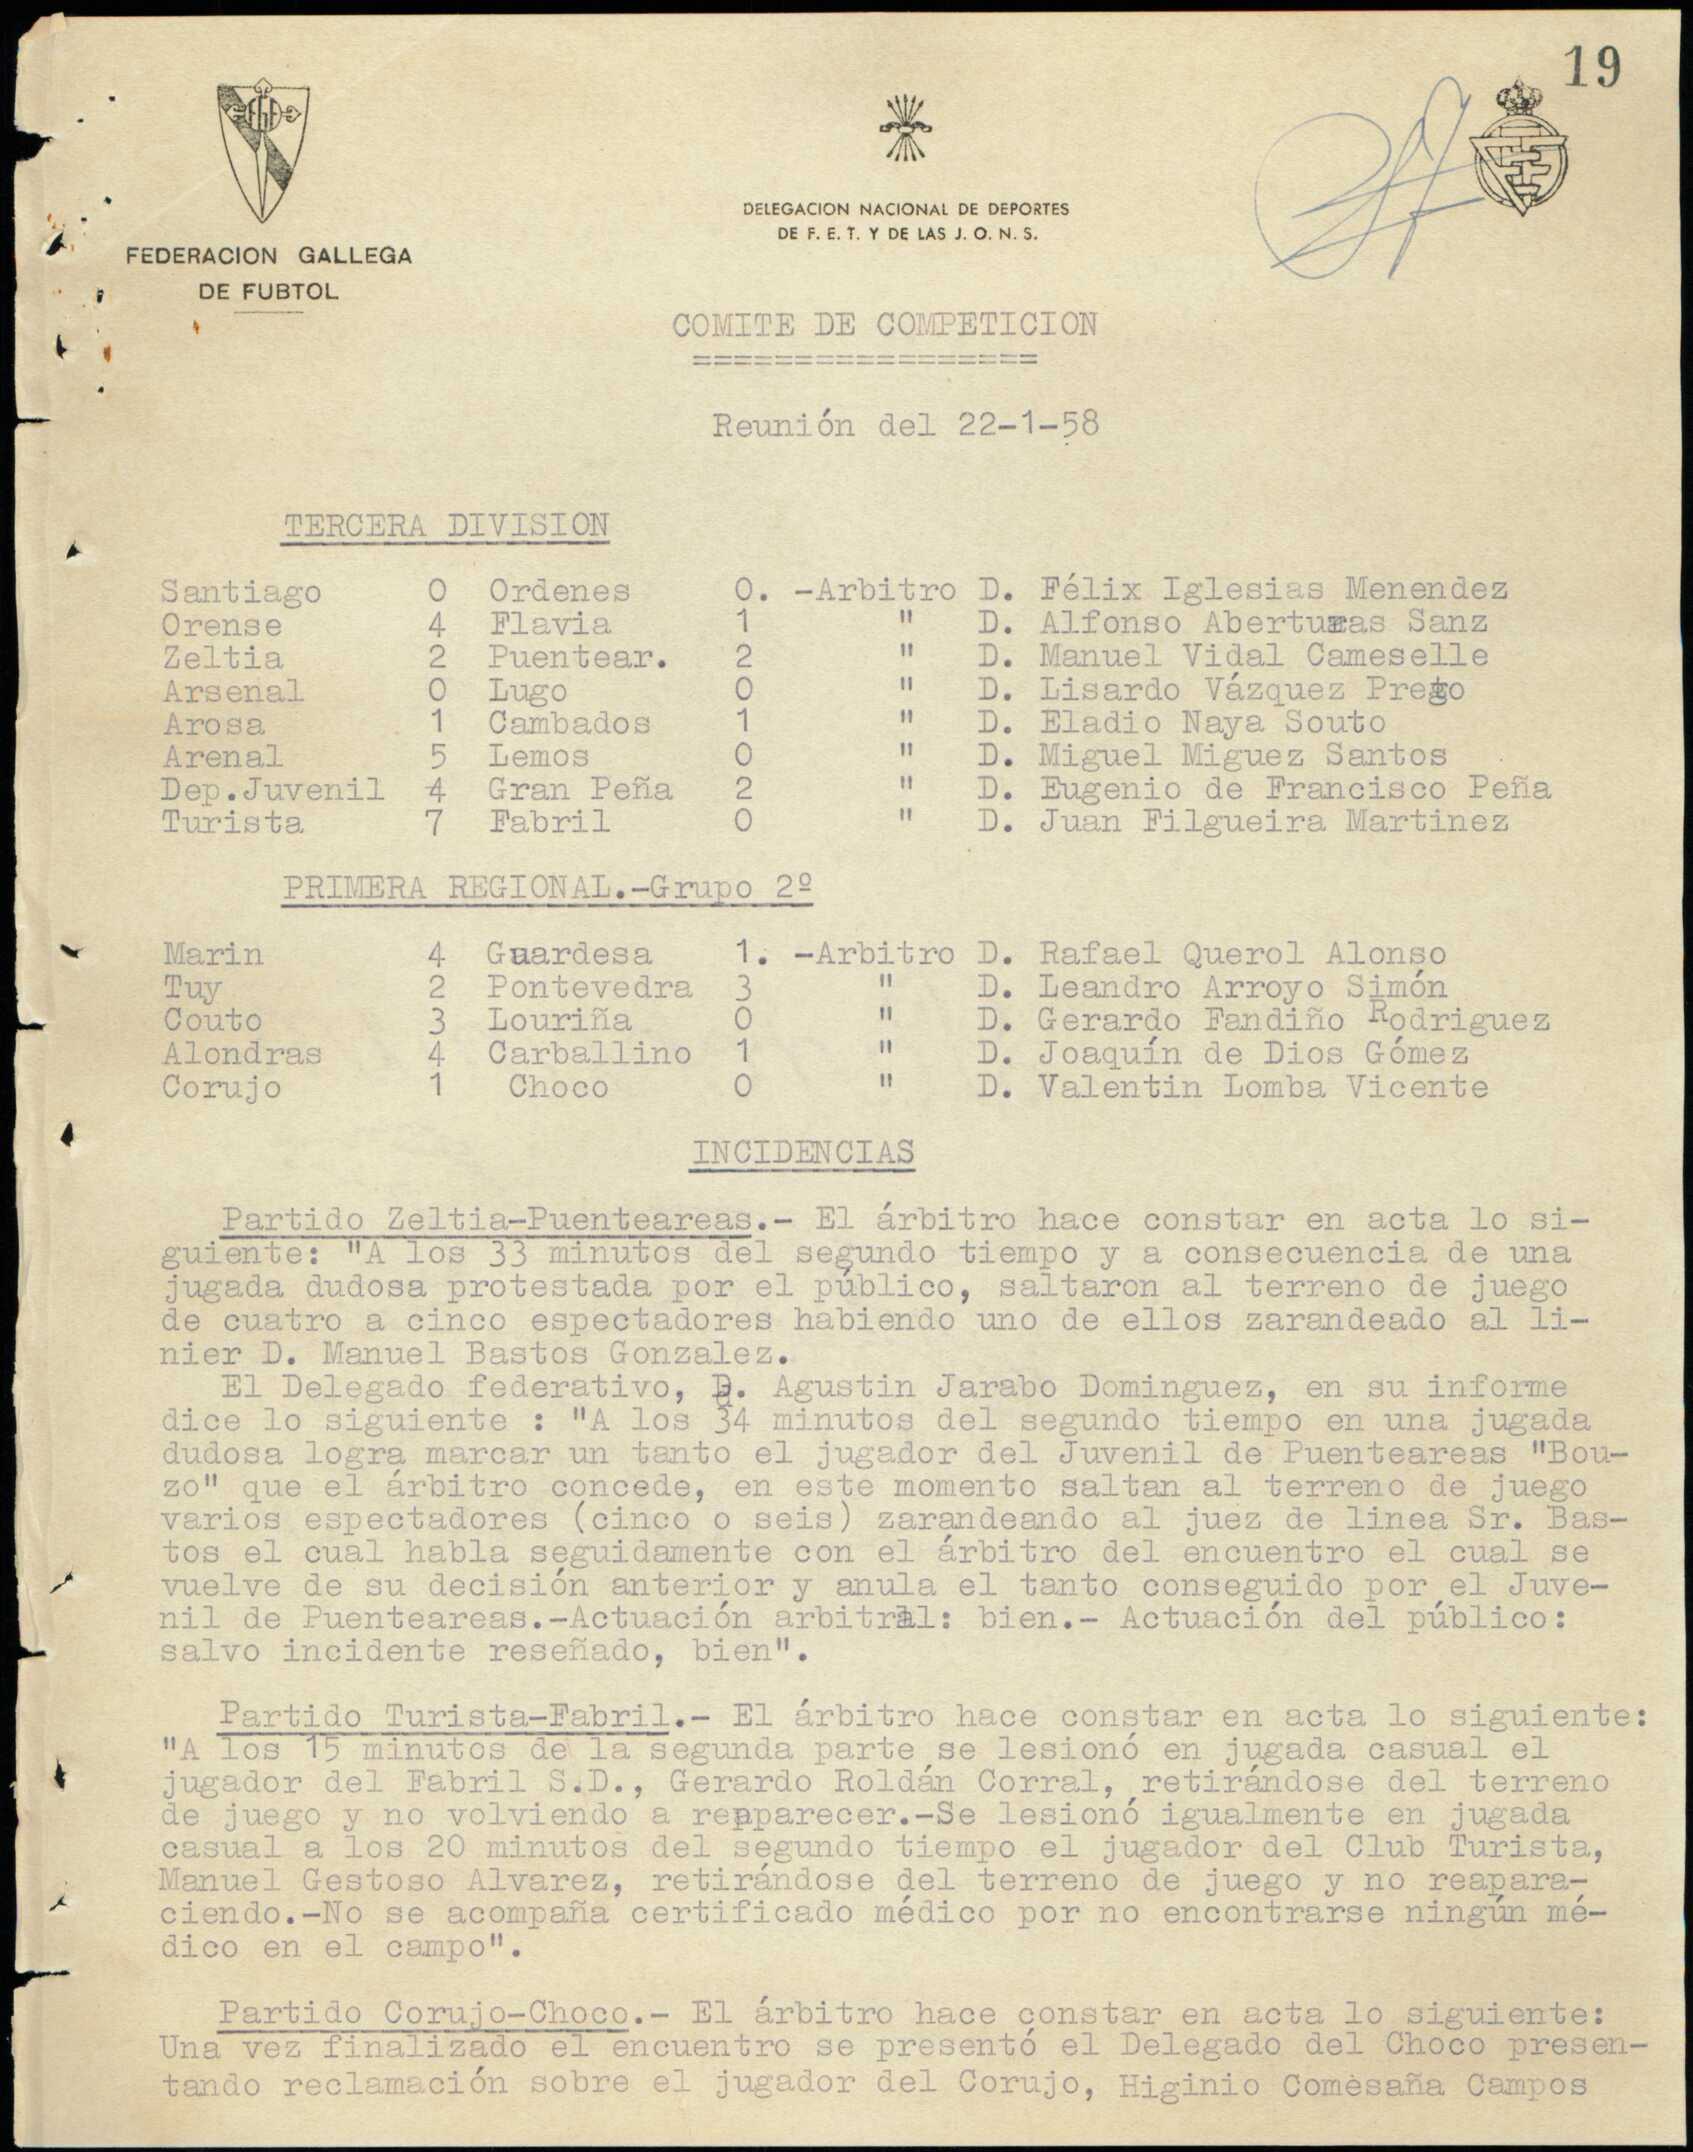 19
FGF
DELEGACION NACIONAL DE DEPORTES
DE F. E. T. Y DE LAS J. O. N. S.
FEDERACION GALLEGA
DE FUBTOL
COMITE DE COMPETICION
=================
Reunión del 22-1-58
TERCERA DIVISION
Santiago 0 Ordenes 0. -Arbitro D. Félix Iglesias Menendez
Orense 4 Flavia 1 " D. Alfonso Aberturas Sanz
Zeltia 2 Puentear. 2 " D. Manuel Vidal Cameselle
Arsenal 0 Lugo 0 " D. Lisardo Vázquez Prego
Arosa 1 Cambados 1 " D. Eladio Naya Souto
Arenal 5 Lemos 0 " D. Miguel Miguez Santos
Dep.Juvenil 4 Gran Peña 2 " D. Eugenio de Francisco Peña
Turista 7 Fabril 0 " D. Juan Filgueira Martinez
PRIMERA REGIONAL.-Grupo 2º
Marin 4 Guardesa 1. -Arbitro D. Rafael Querol Alonso
Tuy 2 Pontevedra 3 " D. Leandro Arroyo Simón
Couto 3 Louriña 0 " D. Gerardo Fandiño Rodriguez
Alondras 4 Carballino 1 " D. Joaquín de Dios Gómez
Corujo 1 Choco 0 " D. Valentin Lomba Vicente
INCIDENCIAS
Partido Zeltia-Puenteareas.- El árbitro hace constar en acta lo si-
guiente: "A los 33 minutos del segundo tiempo y a consecuencia de una
jugada dudosa protestada por el público, saltaron al terreno de juego
de cuatro a cinco espectadores habiendo uno de ellos zarandeado al li-
nier D. Manuel Bastos Gonzalez.
El Delegado federativo, D. Agustin Jarabo Dominguez, en su informe
dice lo siguiente : "A los 34 minutos del segundo tiempo en una jugada
dudosa logra marcar un tanto el jugador del Juvenil de Puenteareas "Bou-
zo" que el árbitro concede, en este momento saltan al terreno de juego
varios espectadores (cinco o seis) zarandeando al juez de linea Sr. Bas-
tos el cual habla seguidamente con el árbitro del encuentro el cual se
vuelve de su decisión anterior y anula el tanto conseguido por el Juve-
nil de Puenteareas.-Actuación arbitral: bien.- Actuación del público:
salvo incidente reseñado, bien".
Partido Turista-Fabril.- El árbitro hace constar en acta lo siguiente:
"A los 15 minutos de la segunda parte se lesionó en jugada casual el
jugador del Fabril S.D., Gerardo Roldán Corral, retirándose del terreno
de juego y no volviendo a reaparecer.-Se lesionó igualmente en jugada
casual a los 20 minutos del segundo tiempo el jugador del Club Turista,
Manuel Gestoso Alvarez, retirándose del terreno de juego y no reapara-
ciendo.-No se acompaña certificado médico por no encontrarse ningún mé-
dico en el campo".
Partido Corujo-Choco.- El árbitro hace constar en acta lo siguiente:
Una vez finalizado el encuentro se presentó el Delegado del Choco presen-
tando reclamación sobre el jugador del Corujo, Higinio Comesaña Campos